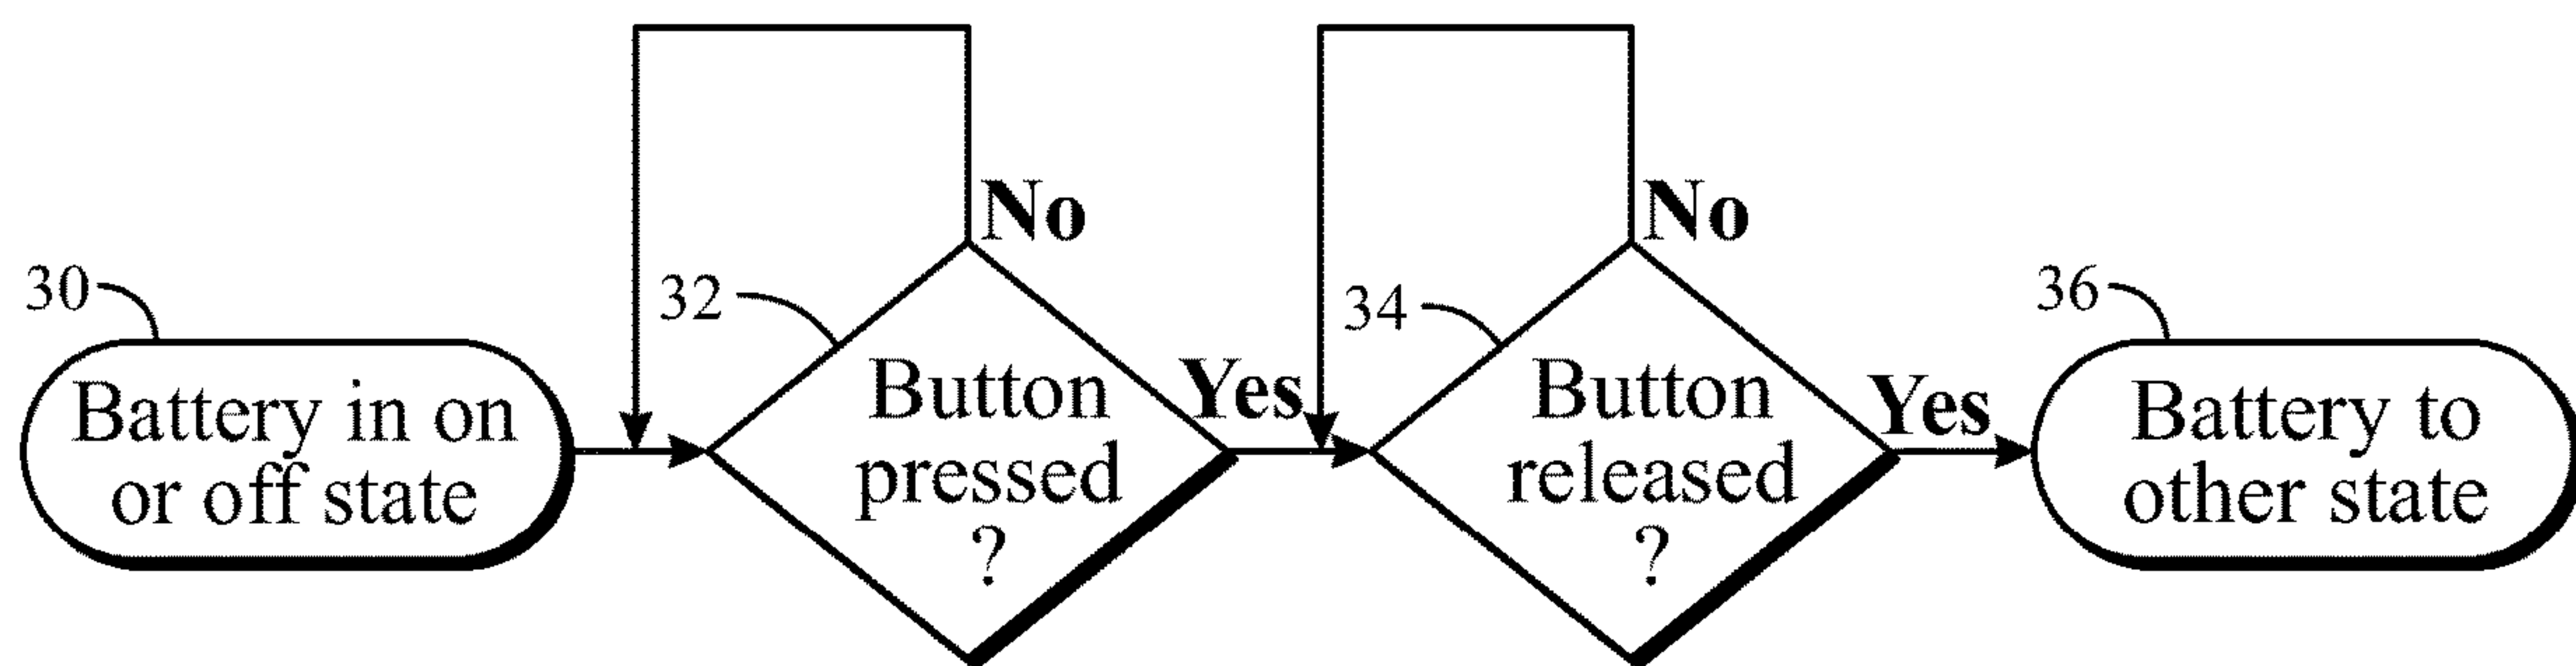 30
Battery in on
or off state
32
No
Button
pressed
?
Yes
34
No
Button
released
?
Yes
36
Battery to
other state